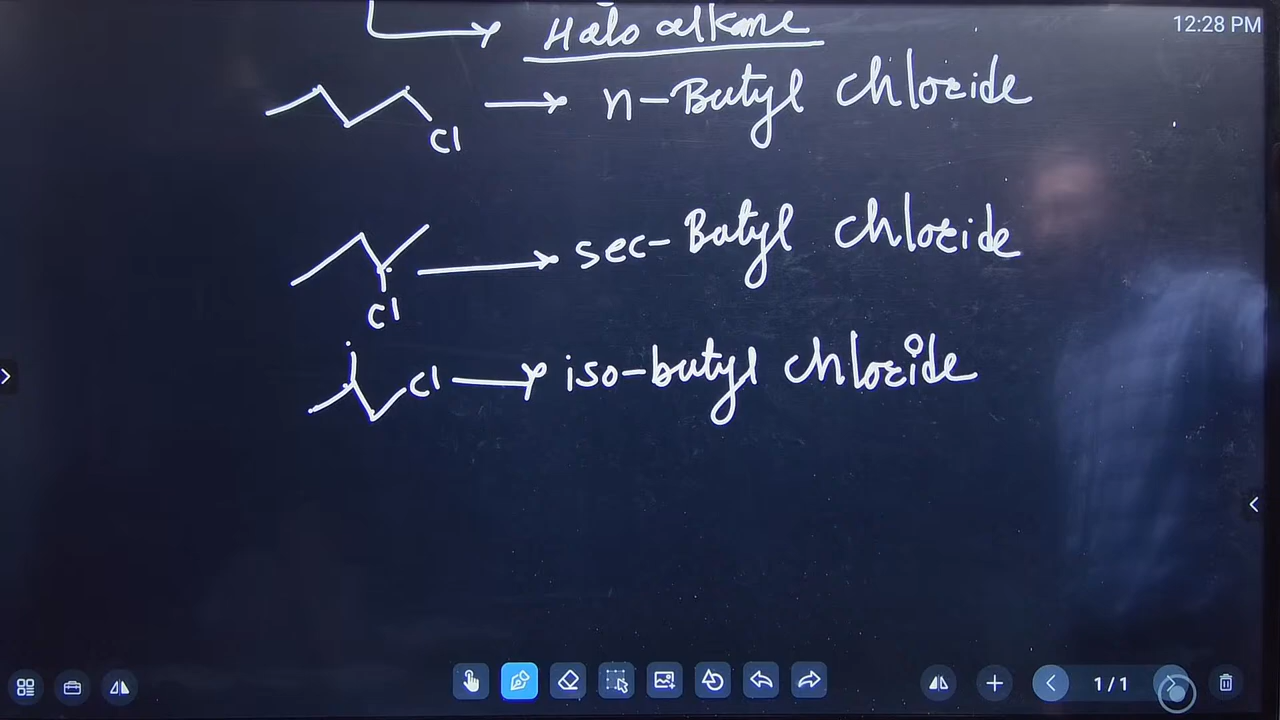 12:28 PM
Halo alkane
n-Butyl chloride
Cl
sec-Butyl chloride
Cl
Cl
iso-butyl chloride
1/1